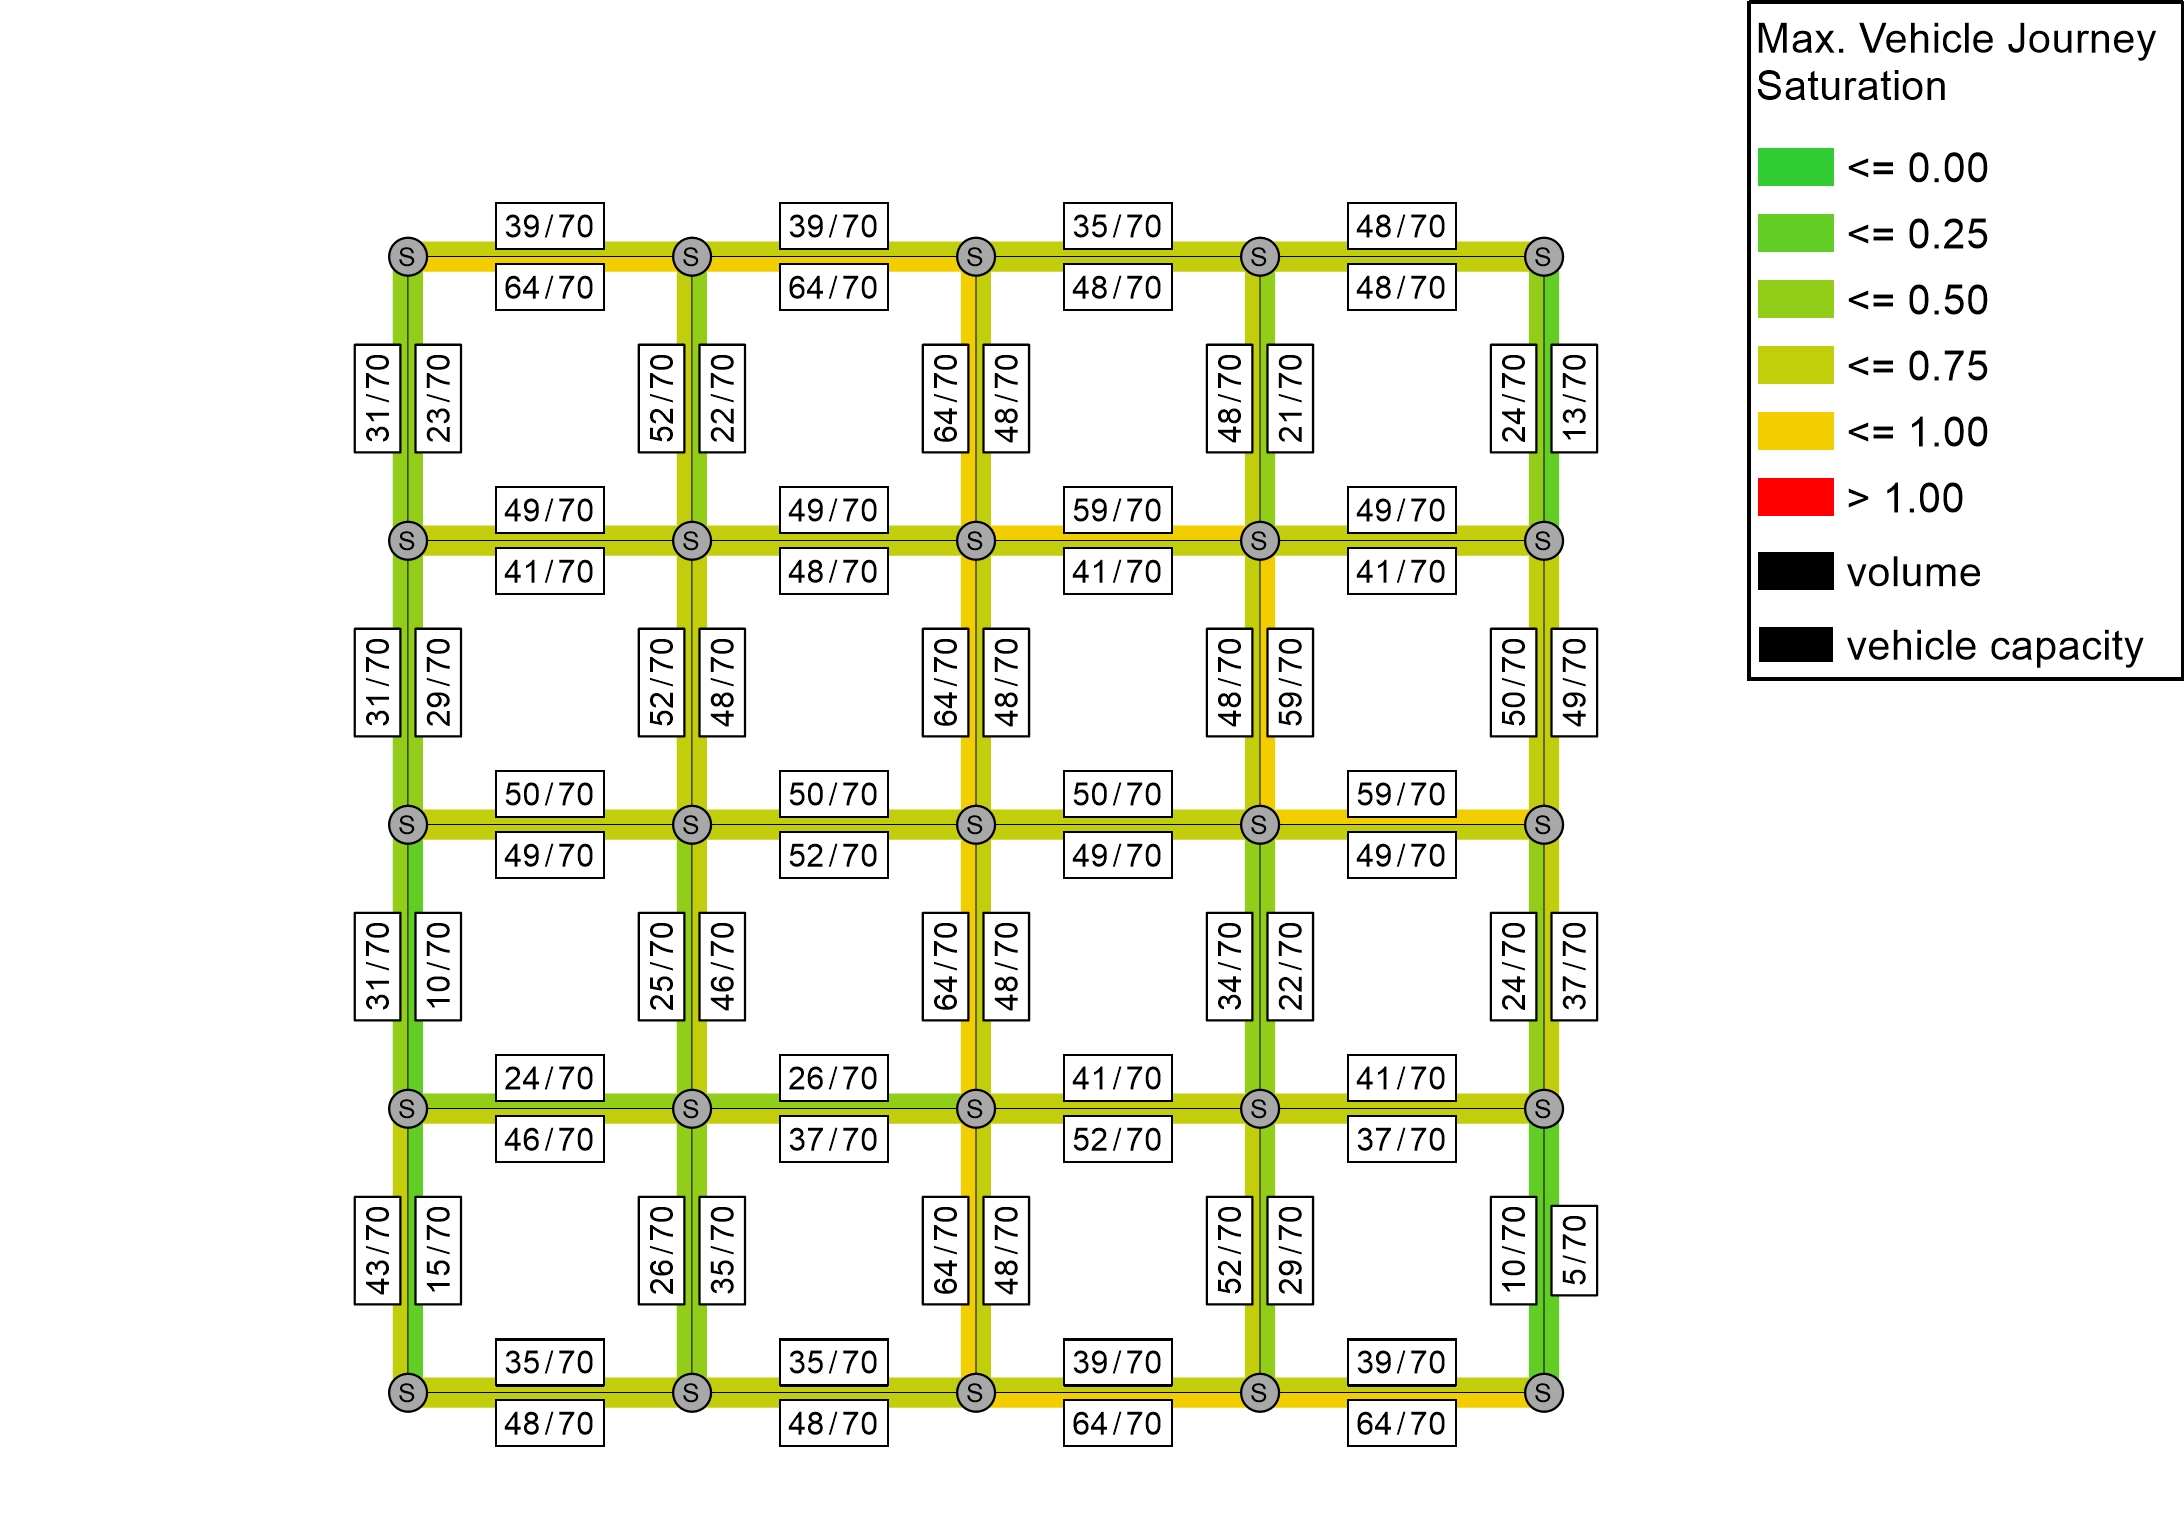 Max. Vehicle Journey
Saturation
<= 0.00
<= 0.25
<= 0.50
<= 0.75
<= 1.00
> 1.00
volume
vehicle capacity
39/70 39/70 35/70 48/70
S S S S S
64/70 64/70 48/70 48/70
31/70 23/70 52/70 22/70 64/70 48/70 48/70 21/70 24/70 13/70
49/70 49/70 59/70 49/70
S S S S S
41/70 48/70 41/70 41/70
31/70 29/70 52/70 48/70 64/70 48/70 48/70 59/70 50/70 49/70
50/70 50/70 50/70 59/70
S S S S S
49/70 52/70 49/70 49/70
31/70 10/70 25/70 46/70 64/70 48/70 34/70 22/70 24/70 37/70
24/70 26/70 41/70 41/70
S S S S S
46/70 37/70 52/70 37/70
43/70 15/70 26/70 35/70 64/70 48/70 52/70 29/70 10/70 5/70
35/70 35/70 39/70 39/70
S S S S S
48/70 48/70 64/70 64/70